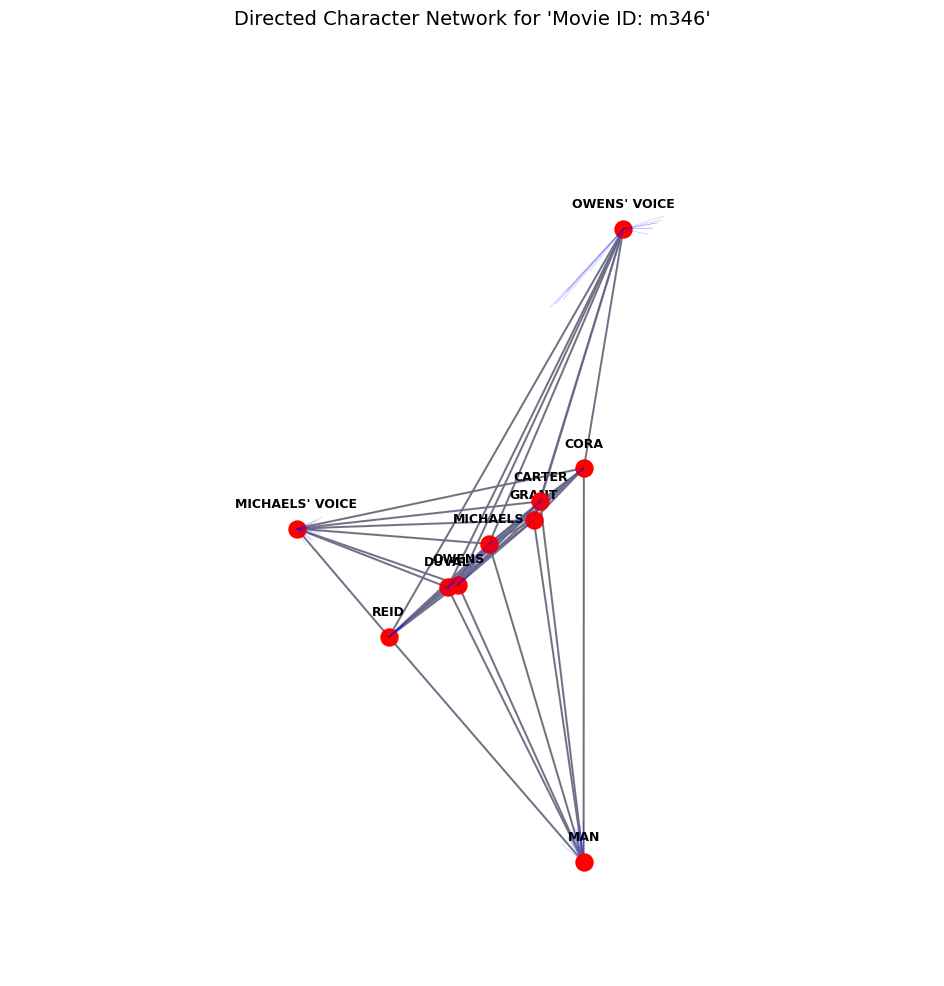 Directed Character Network for 'Movie ID: m346'
OWENS' VOICE
CORA
CARTER
GRANT
MICHAELS' VOICE
MICHAELS
OWENS
DUVAL
REID
MAN